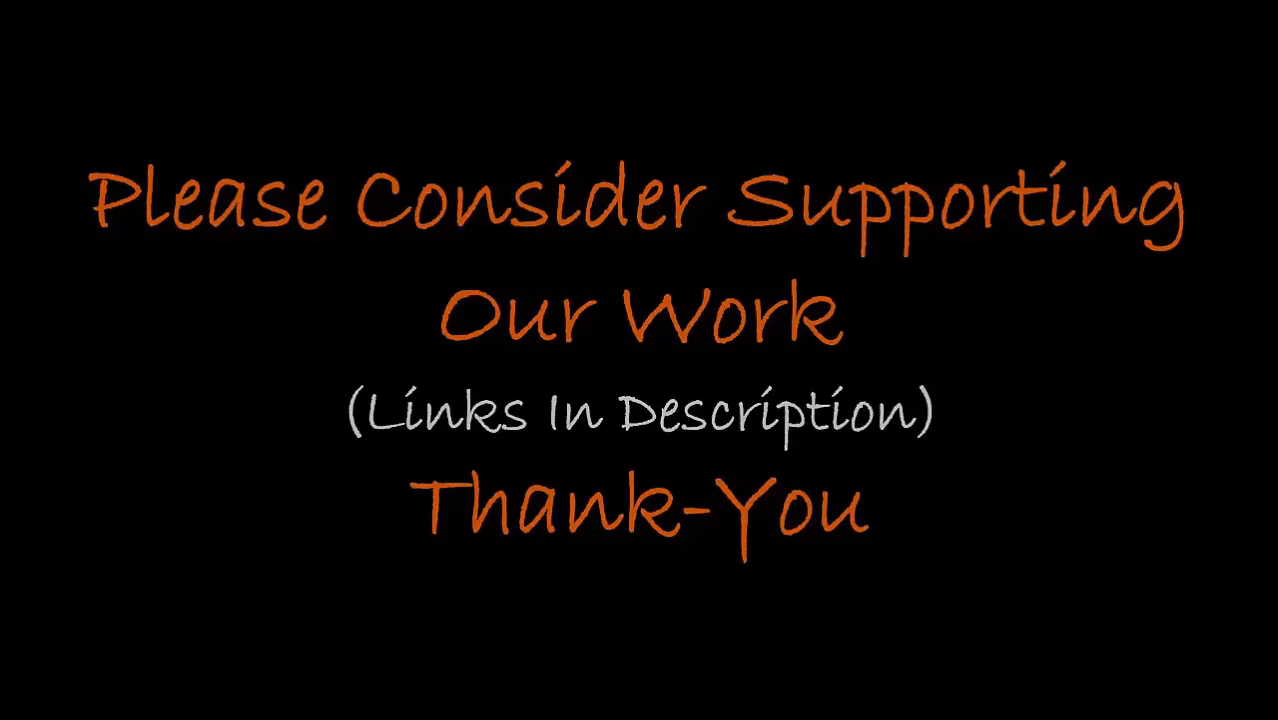 Please Consider Supporting
Our Work
(Links In Description)
Thank-You